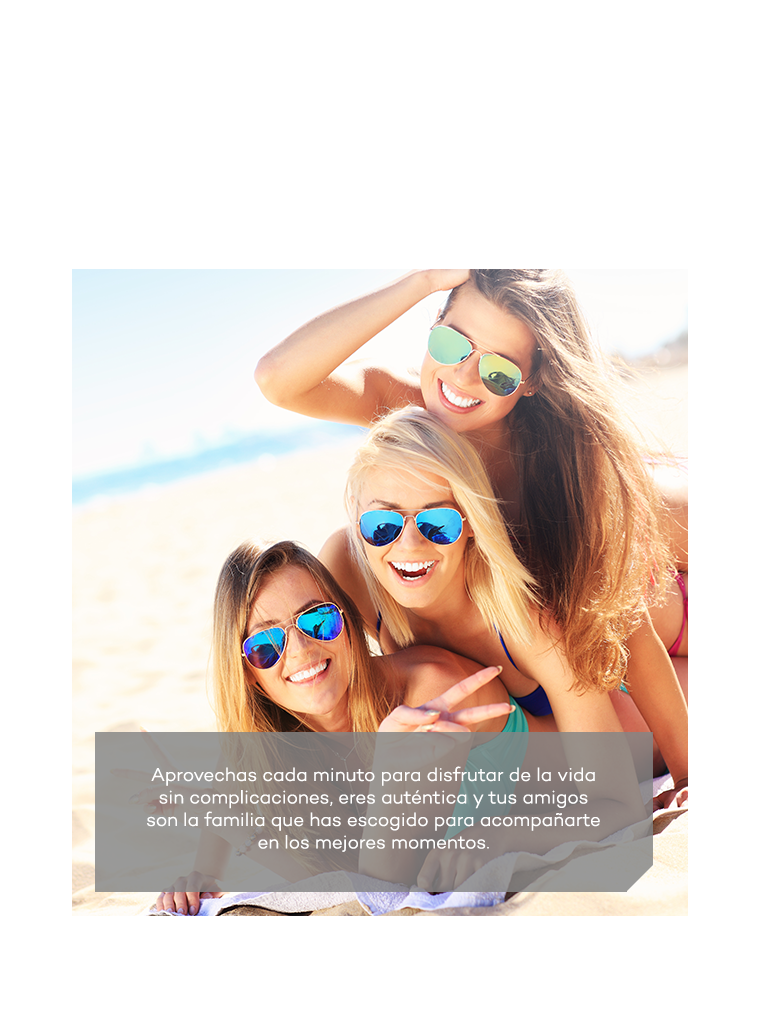 Aprovechas cada minuto para disfrutar de la vida
sin complicaciones, eres auténtica y tus amigos
son la familia que has escogido para acompañarte
en los mejores momentos.